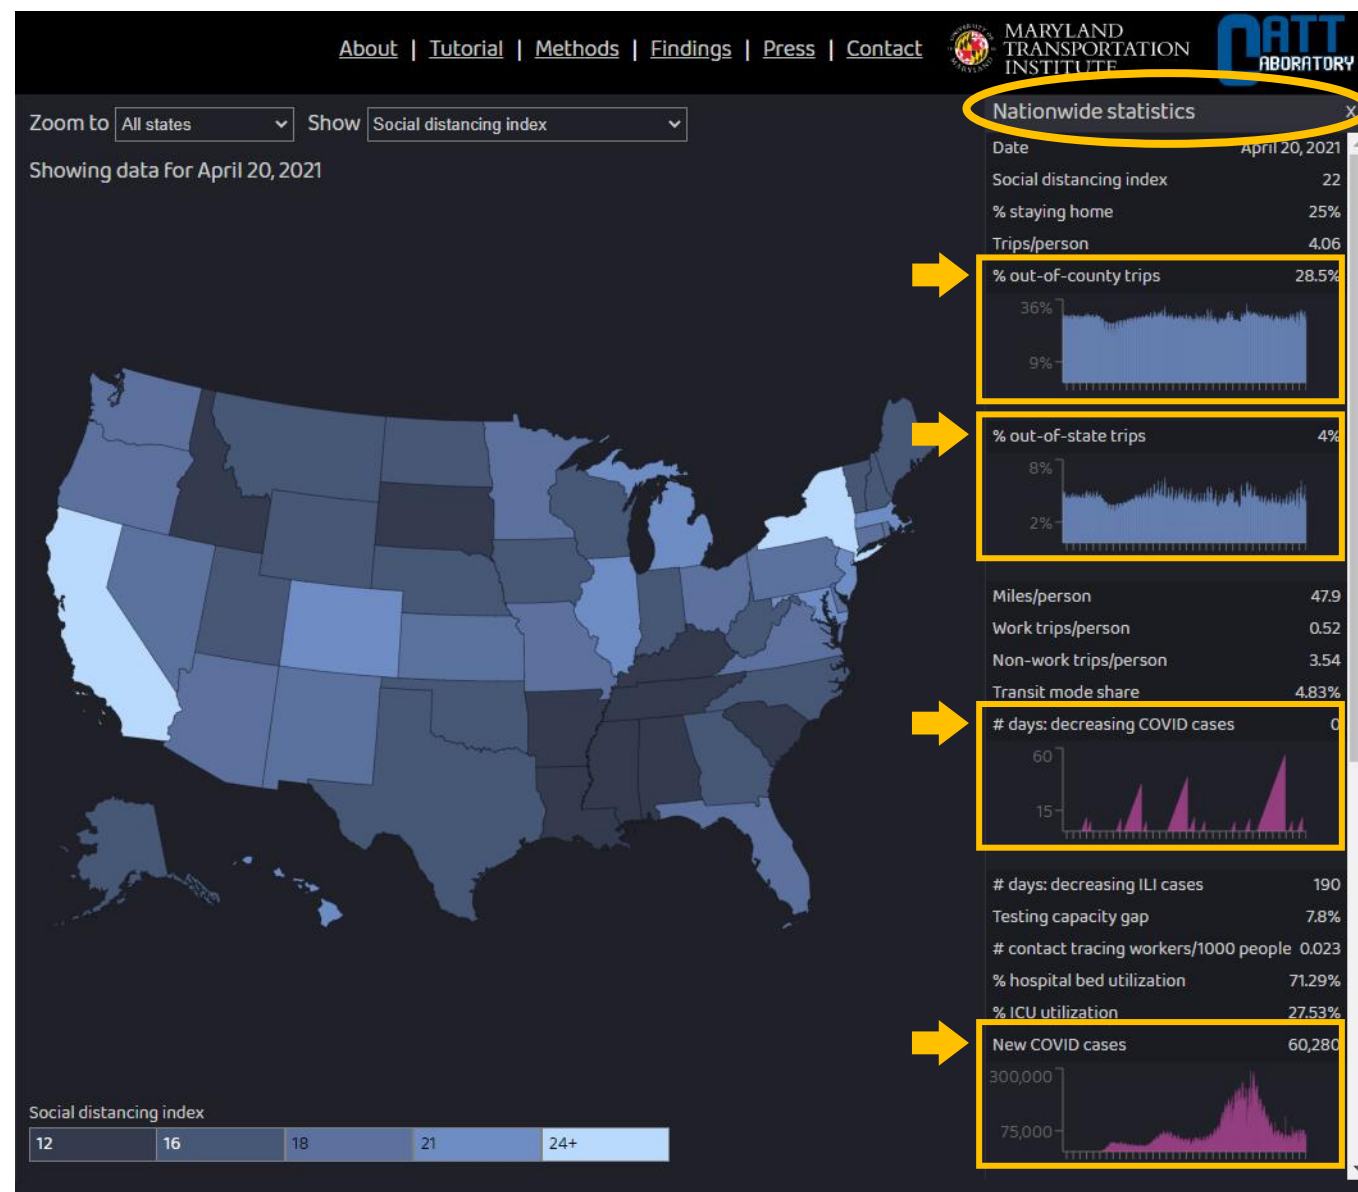 About | Tutorial | Methods | Findings | Press | Contact
MARYLAND
TRANSPORTATION
INSTITUTE
CATT
LABORATORY
Zoom to All states Show Social distancing index
Showing data for April 20, 2021
Nationwide statistics X
Date April 20, 2021
Social distancing index 22
% staying home 25%
Trips/person 4.06
% out-of-county trips 28.5%
36%
9%
% out-of-state trips 4%
8%
2%
Miles/person 47.9
Work trips/person 0.52
Non-work trips/person 3.54
Transit mode share 4.83%
# days: decreasing COVID cases 0
60
15
# days: decreasing ILI cases 190
Testing capacity gap 7.8%
# contact tracing workers/1000 people 0.023
% hospital bed utilization 71.29%
% ICU utilization 27.53%
New COVID cases 60,280
300,000
75,000
Social distancing index
12 16 18 21 24+